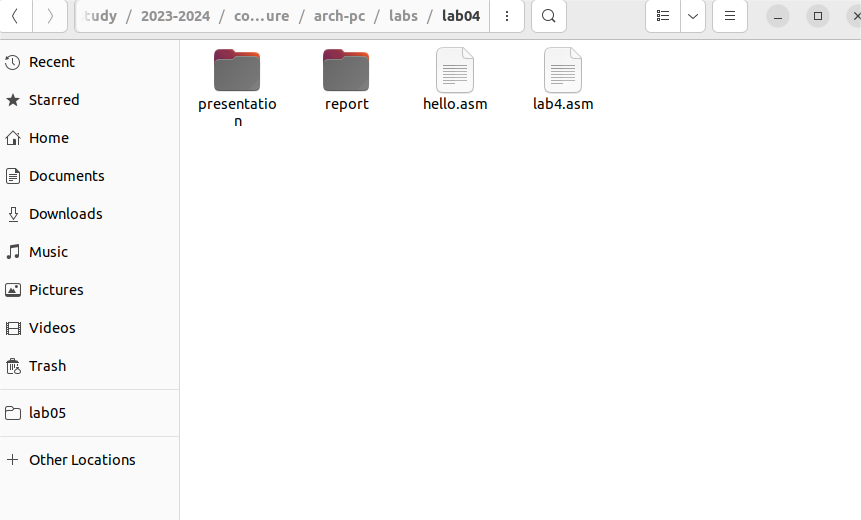 tudy / 2023-2024 / co...ure / arch-pc / labs / lab04
Recent
Starred
Home
Documents
Downloads
Music
Pictures
Videos
Trash
lab05
Other Locations
presentatio
n
report
hello.asm
lab4.asm